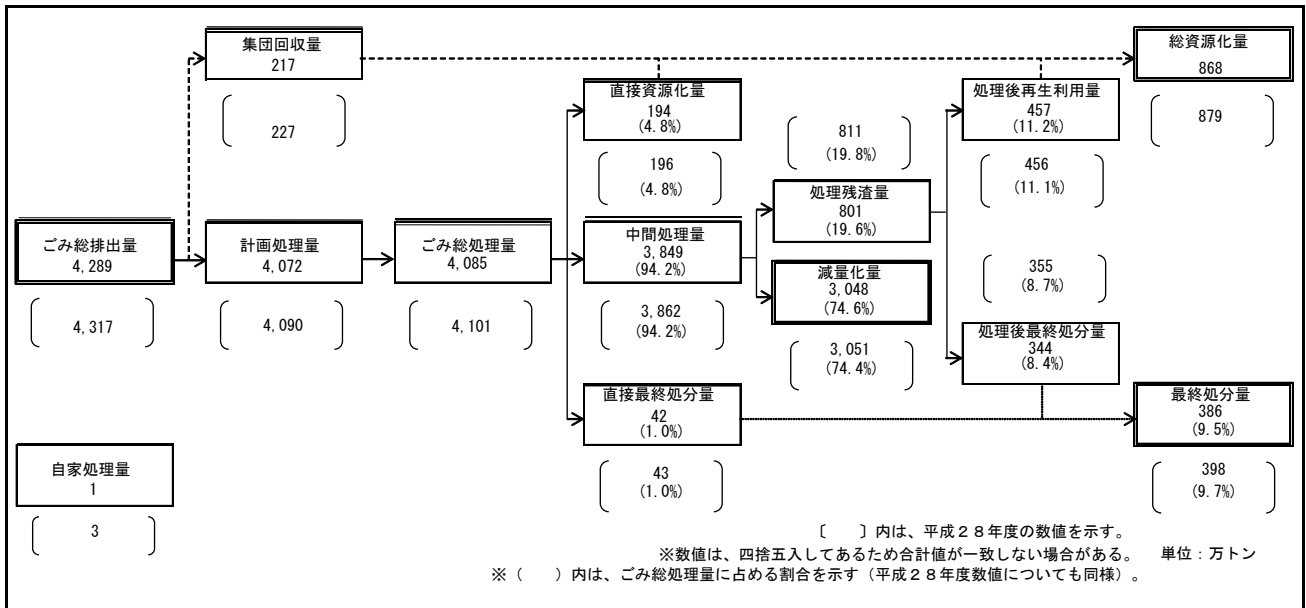 集団回収量
217
227
総資源化量
868
879
直接資源化量
194
(4.8%)
196
(4.8%)
811
(19.8%)
処理後再生利用量
457
(11.2%)
456
(11.1%)
ごみ総排出量
4,289
4,317
計画処理量
4,072
4,090
ごみ総処理量
4,085
4,101
中間処理量
3,849
(94.2%)
3,862
(94.2%)
処理残渣量
801
(19.6%)
減量化量
3,048
(74.6%)
3,051
(74.4%)
355
(8.7%)
処理後最終処分量
344
(8.4%)
直接最終処分量
42
(1.0%)
43
(1.0%)
最終処分量
386
(9.5%)
398
(9.7%)
自家処理量
1
3
〔　　〕内は、平成28年度の数値を示す。
※数値は、四捨五入してあるため合計値が一致しない場合がある。　単位：万トン
※（　　）内は、ごみ総処理量に占める割合を示す（平成28年度数値についても同様）。